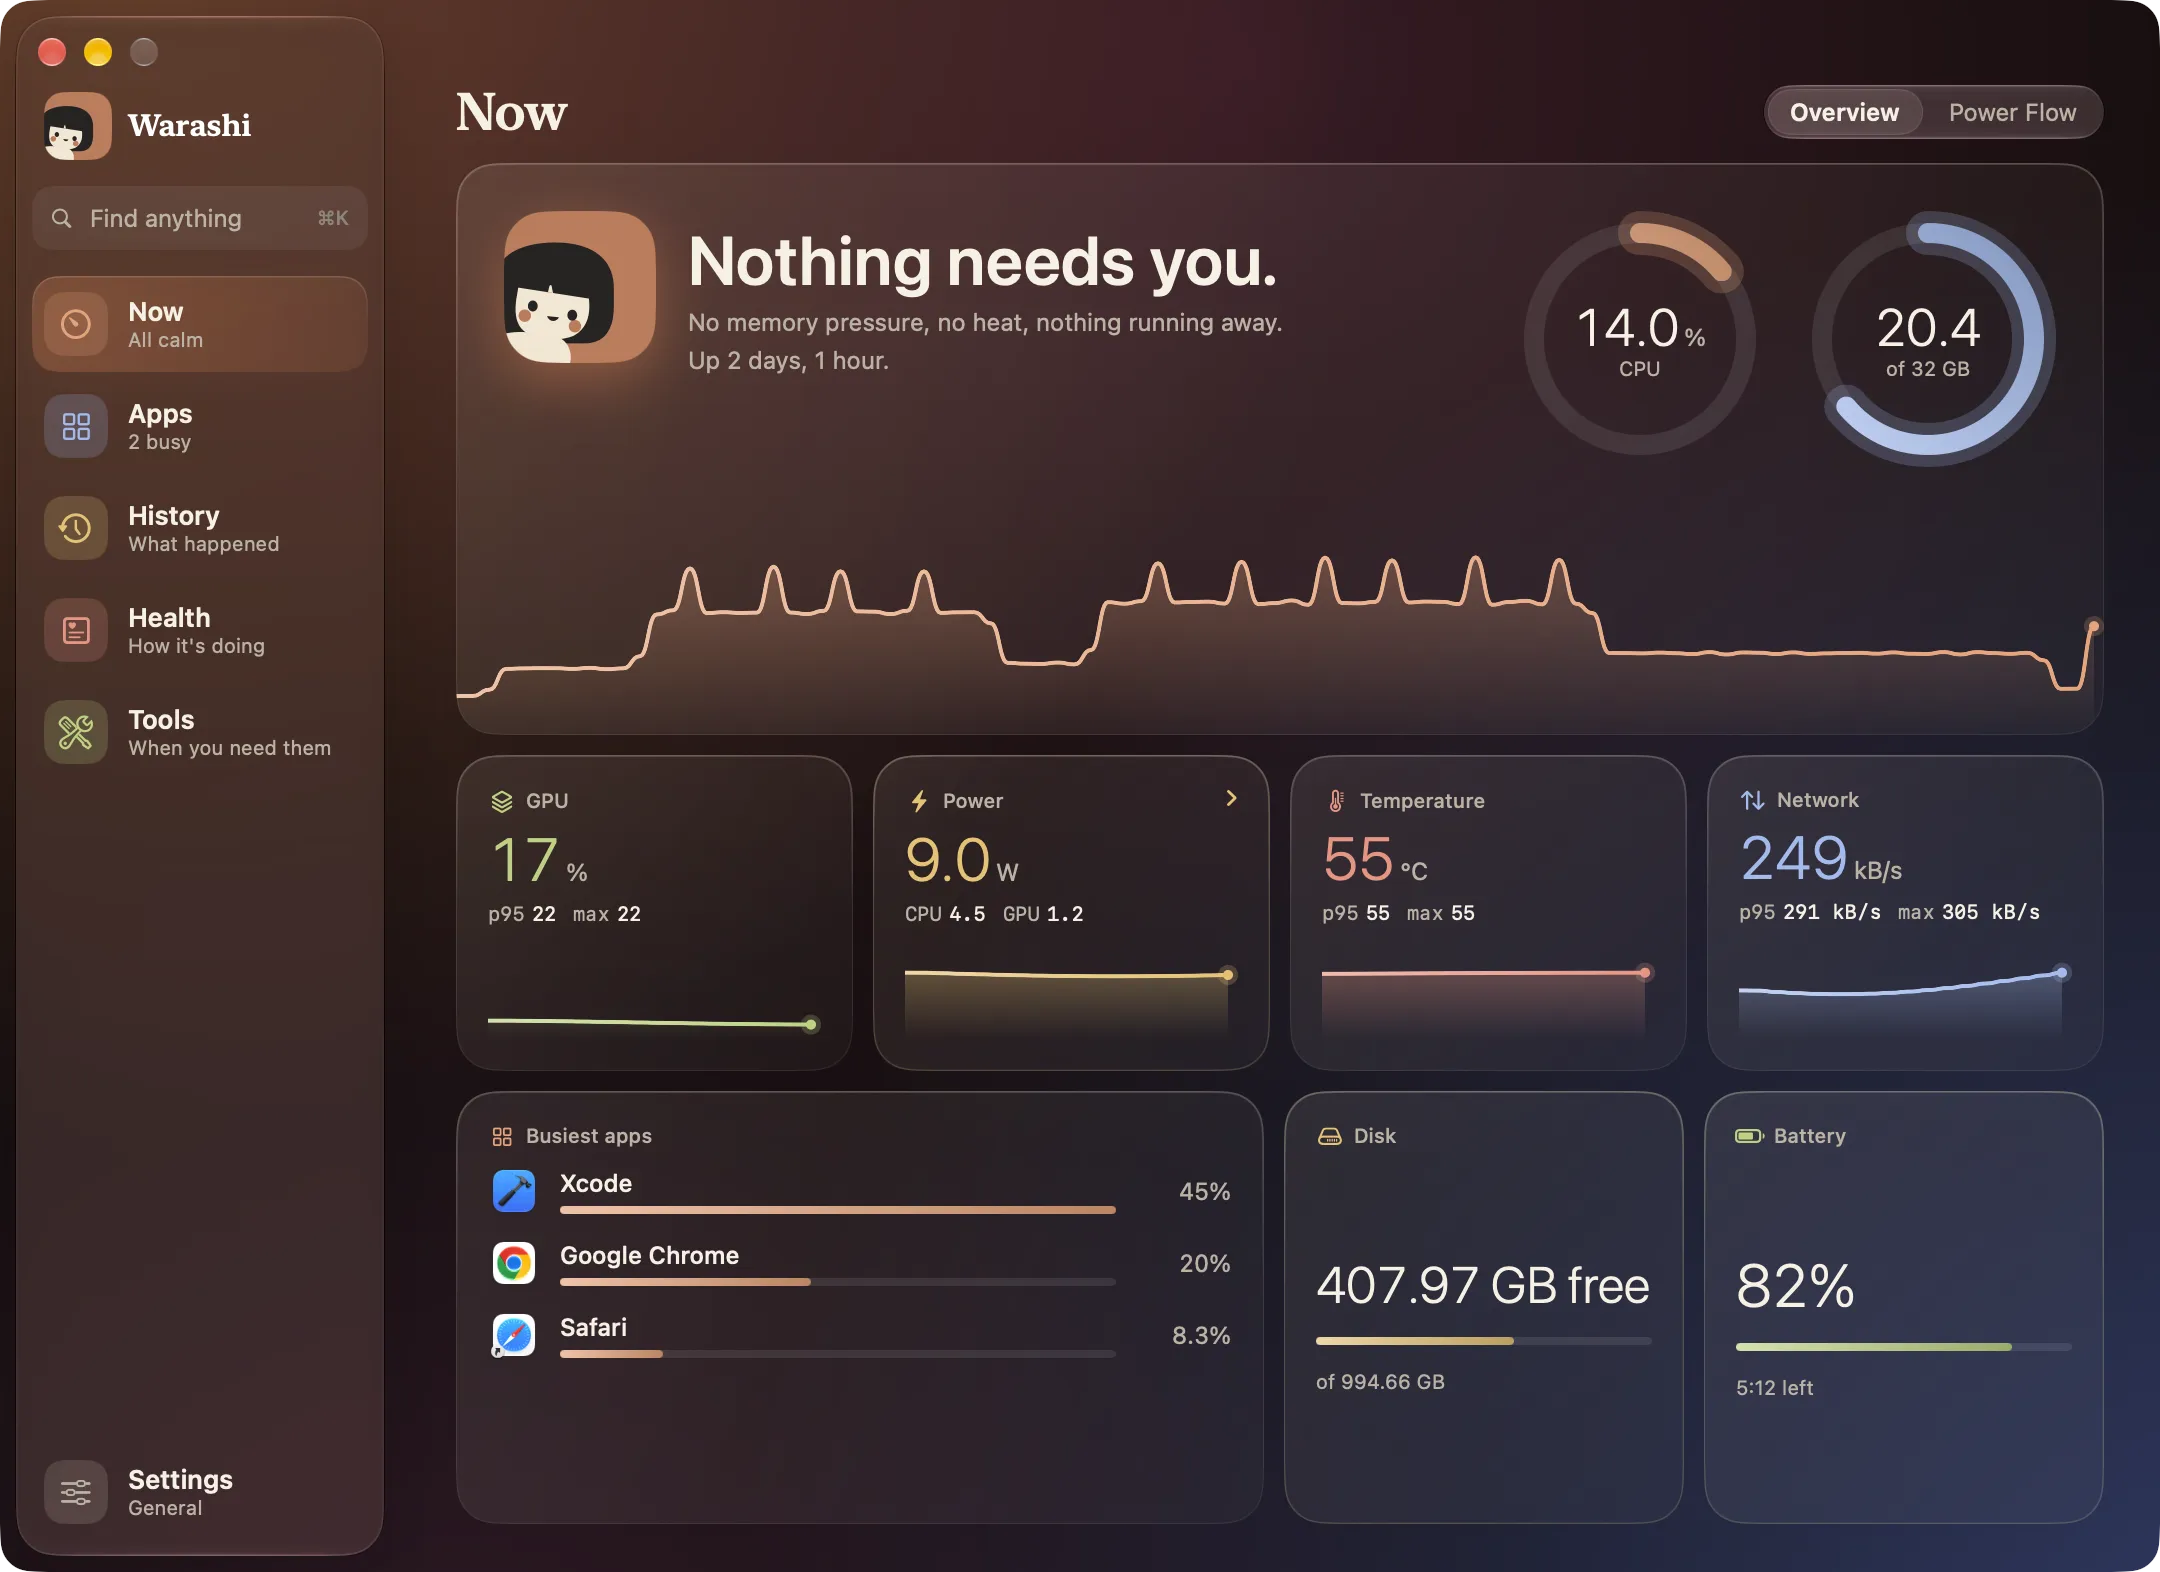 Warashi
Find anything ⌘K
Now
All calm
Apps
2 busy
History
What happened
Health
How it's doing
Tools
When you need them
Settings
General
Now
Overview Power Flow
Nothing needs you.
No memory pressure, no heat, nothing running away.
Up 2 days, 1 hour.
14.0 %
CPU
20.4
of 32 GB
GPU
17 %
p95 22 max 22
Power
9.0 W
CPU 4.5 GPU 1.2
Temperature
55 °C
p95 55 max 55
Network
249 kB/s
p95 291 kB/s max 305 kB/s
Busiest apps
Xcode 45%
Google Chrome 20%
Safari 8.3%
Disk
407.97 GB free
of 994.66 GB
Battery
82%
5:12 left